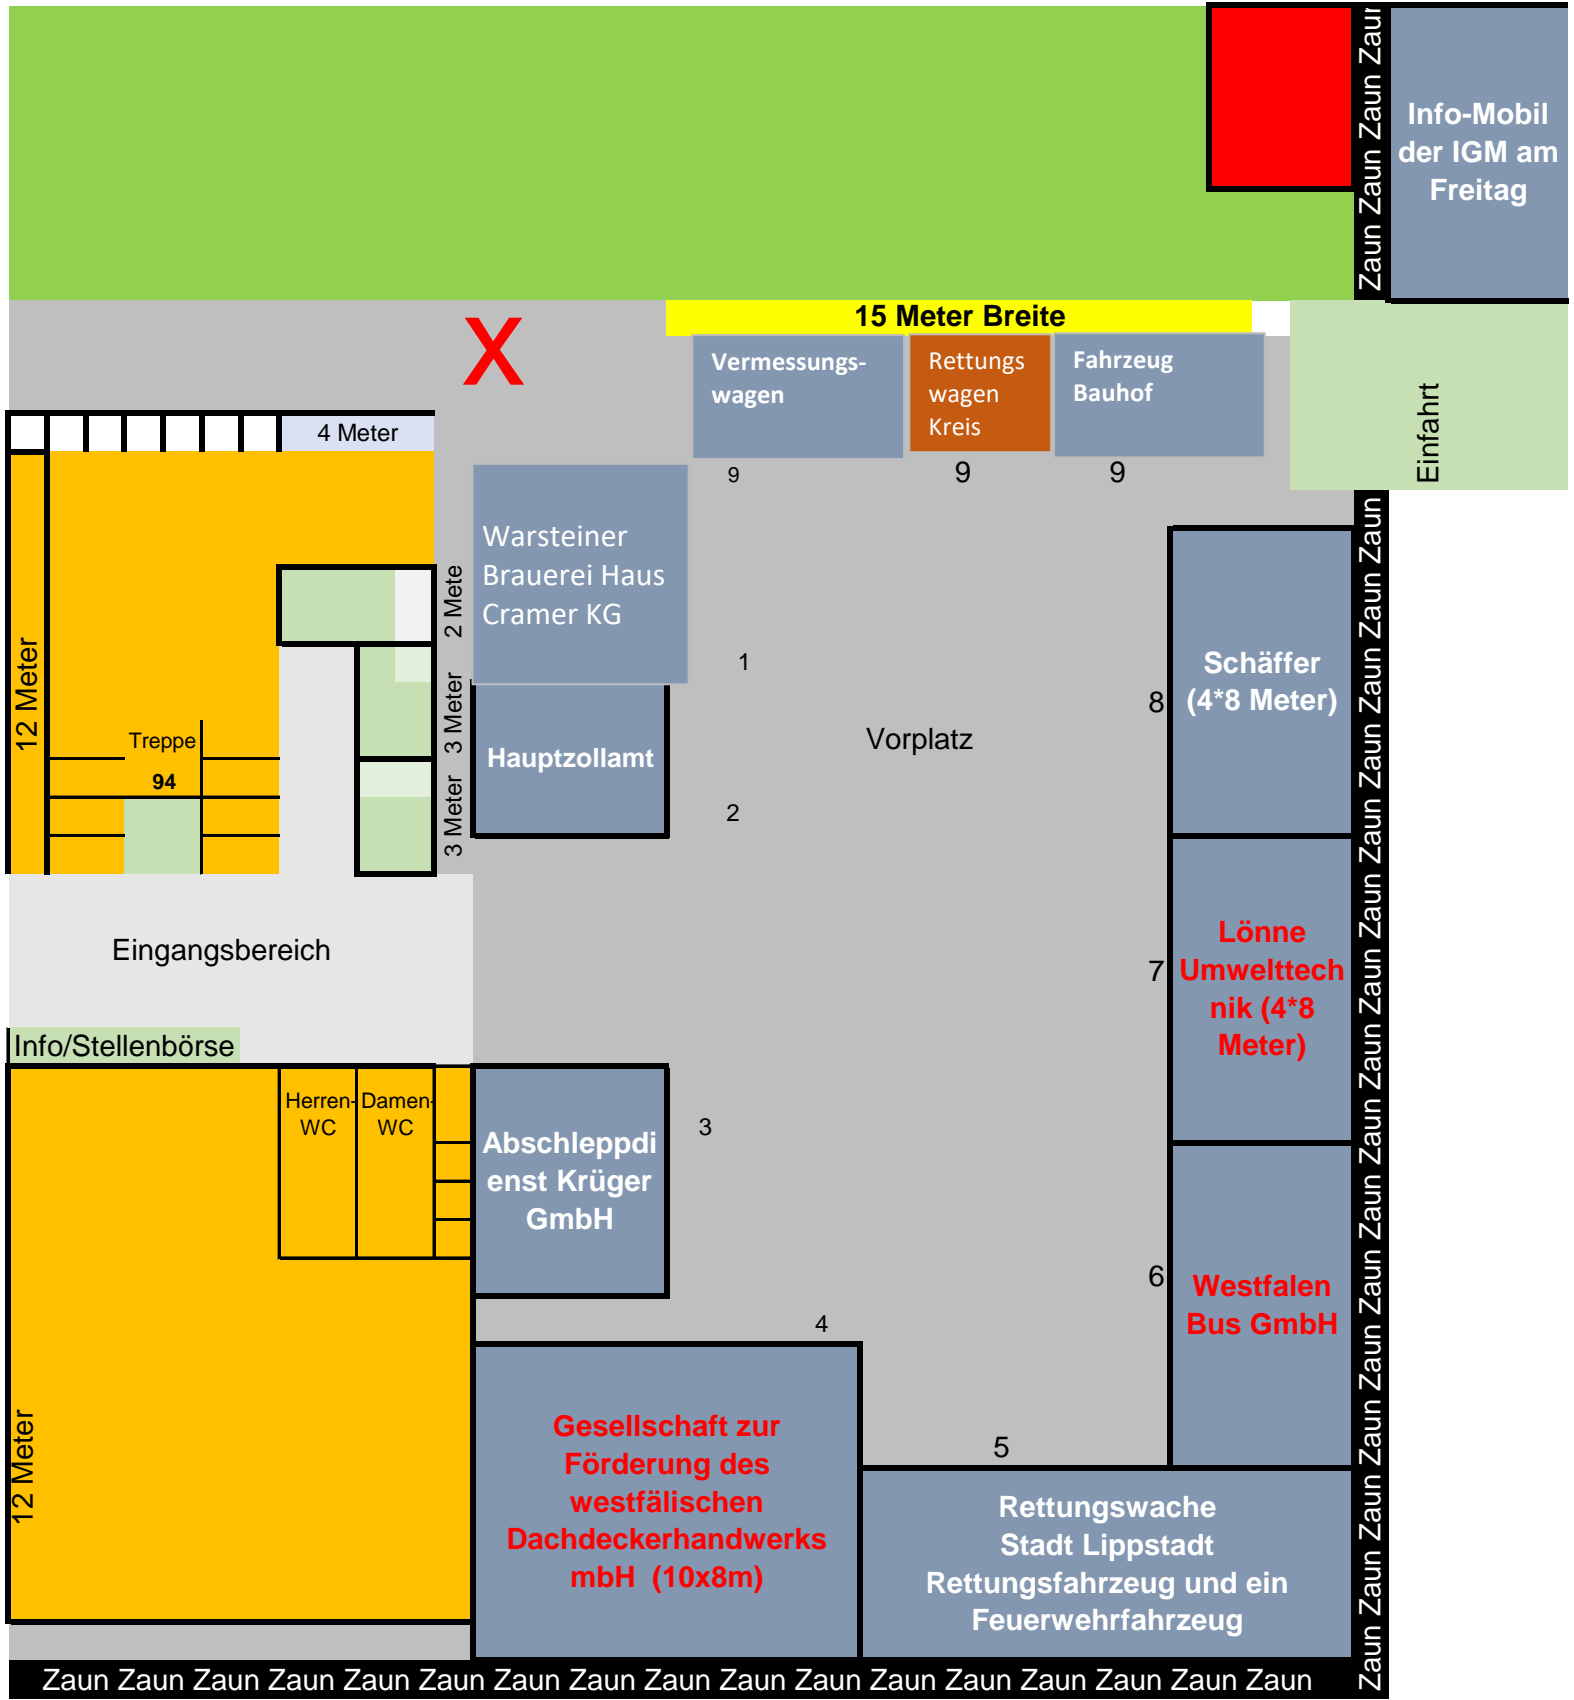 Zaun Zaun Zaun Zaun
Info-Mobil
der IGM am
Freitag
15 Meter Breite
X
Vermessungs-
wagen
Rettungs
wagen
Kreis
Fahrzeug
Bauhof
Einfahrt
4 Meter
9
9
9
Warsteiner
Brauerei Haus
Cramer KG
2 Mete
12 Meter
3 Meter
3 Meter
1
Schäffer
(4*8 Meter)
8
Treppe
94
Hauptzollamt
Vorplatz
2
Eingangsbereich
Lönne
Umwelttech
nik (4*8
Meter)
7
Info/Stellenbörse
Herren-
WC
Damen-
WC
Abschleppdi
enst Krüger
GmbH
3
6
Westfalen
Bus GmbH
4
12 Meter
Gesellschaft zur
Förderung des
westfälischen
Dachdeckerhandwerks
mbH (10x8m)
5
Rettungswache
Stadt Lippstadt
Rettungsfahrzeug und ein
Feuerwehrfahrzeug
Zaun Zaun Zaun Zaun Zaun Zaun Zaun Zaun Zaun Zaun Zaun Zaun Zaun Zaun Zaun Zaun
Zaun Zaun Zaun Zaun Zaun Zaun Zaun Zaun Zaun Zaun Zaun Zaun Zaun Zaun Zaun Zaun Zaun